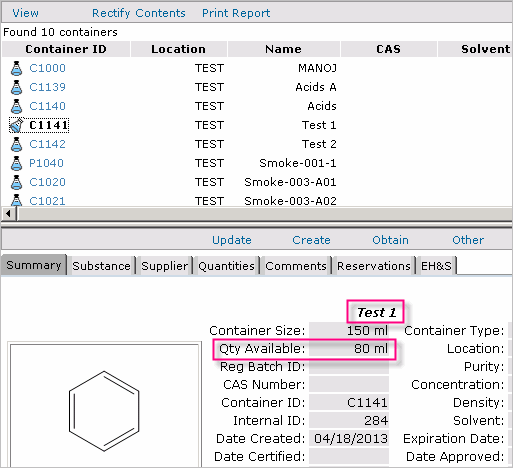 View Rectify Contents Print Report
Found 10 containers
Container ID Location Name CAS Solvent
C1000 TEST MANOJ
C1139 TEST Acids A
C1140 TEST Acids
C1141 TEST Test 1
C1142 TEST Test 2
P1040 TEST Smoke-001-1
C1020 TEST Smoke-003-A01
C1021 TEST Smoke-003-A02
Update Create Obtain Other
Summary Substance Supplier Quantities Comments Reservations EH&S
Test 1
Container Size: 150 ml Container Type:
Qty Available: 80 ml Location:
Reg Batch ID: Purity:
CAS Number: Concentration:
Container ID: C1141 Density:
Internal ID: 284 Solvent:
Date Created: 04/18/2013 Expiration Date:
Date Certified: Date Approved: